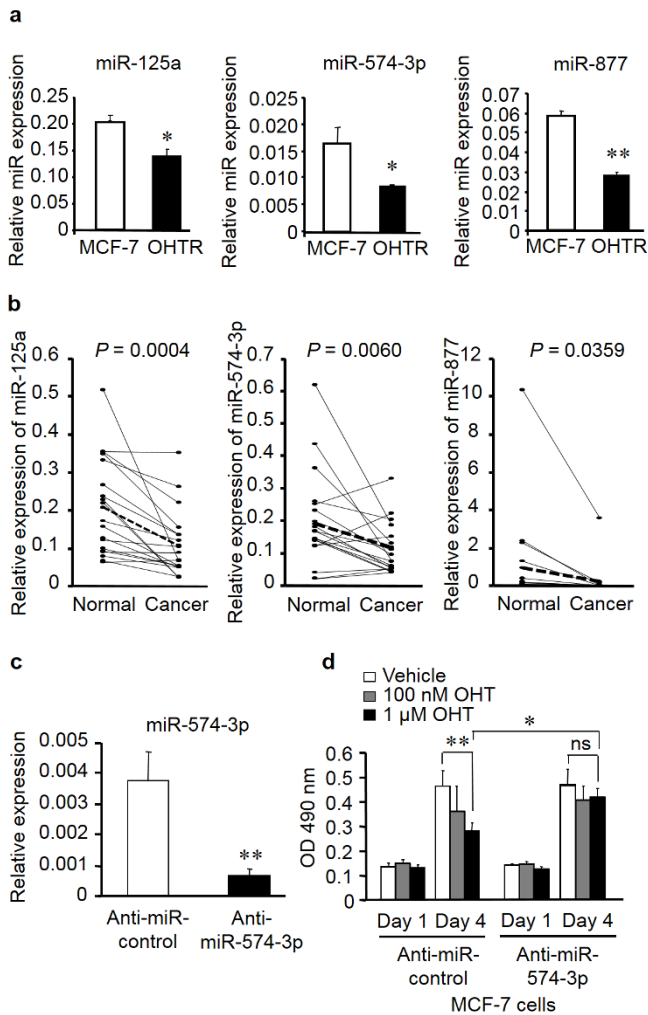 a
miR-125a
miR-574-3p
miR-877
Relative miR expression
0.25
0.20
0.15
0.10
0.05
0
MCF-7 OHTR
*
Relative miR expression
0.025
0.02
0.015
0.01
0.005
0
MCF-7 OHTR
*
Relative miR expression
0.07
0.06
0.05
0.04
0.03
0.02
0.01
0.00
MCF-7 OHTR
**
b
Relative expression of miR-125a
P = 0.0004
0.6
0.5
0.4
0.3
0.2
0.1
0
Normal Cancer
Relative expression of miR-574-3p
P = 0.0060
0.7
0.6
0.5
0.4
0.3
0.2
0.1
0
Normal Cancer
Relative expression of miR-877
P = 0.0359
12
10
8
6
4
2
0
Normal Cancer
c
miR-574-3p
Relative expression
0.005
0.004
0.003
0.002
0.001
0
**
Anti-miR-
control
Anti-
miR-574-3p
d
Vehicle
100 nM OHT
1 µM OHT
OD 490 nm
0.6
0.5
0.4
0.3
0.2
0.1
0
**
*
ns
Day 1 Day 4 Day 1 Day 4
Anti-miR-
control
Anti-miR-
574-3p
MCF-7 cells